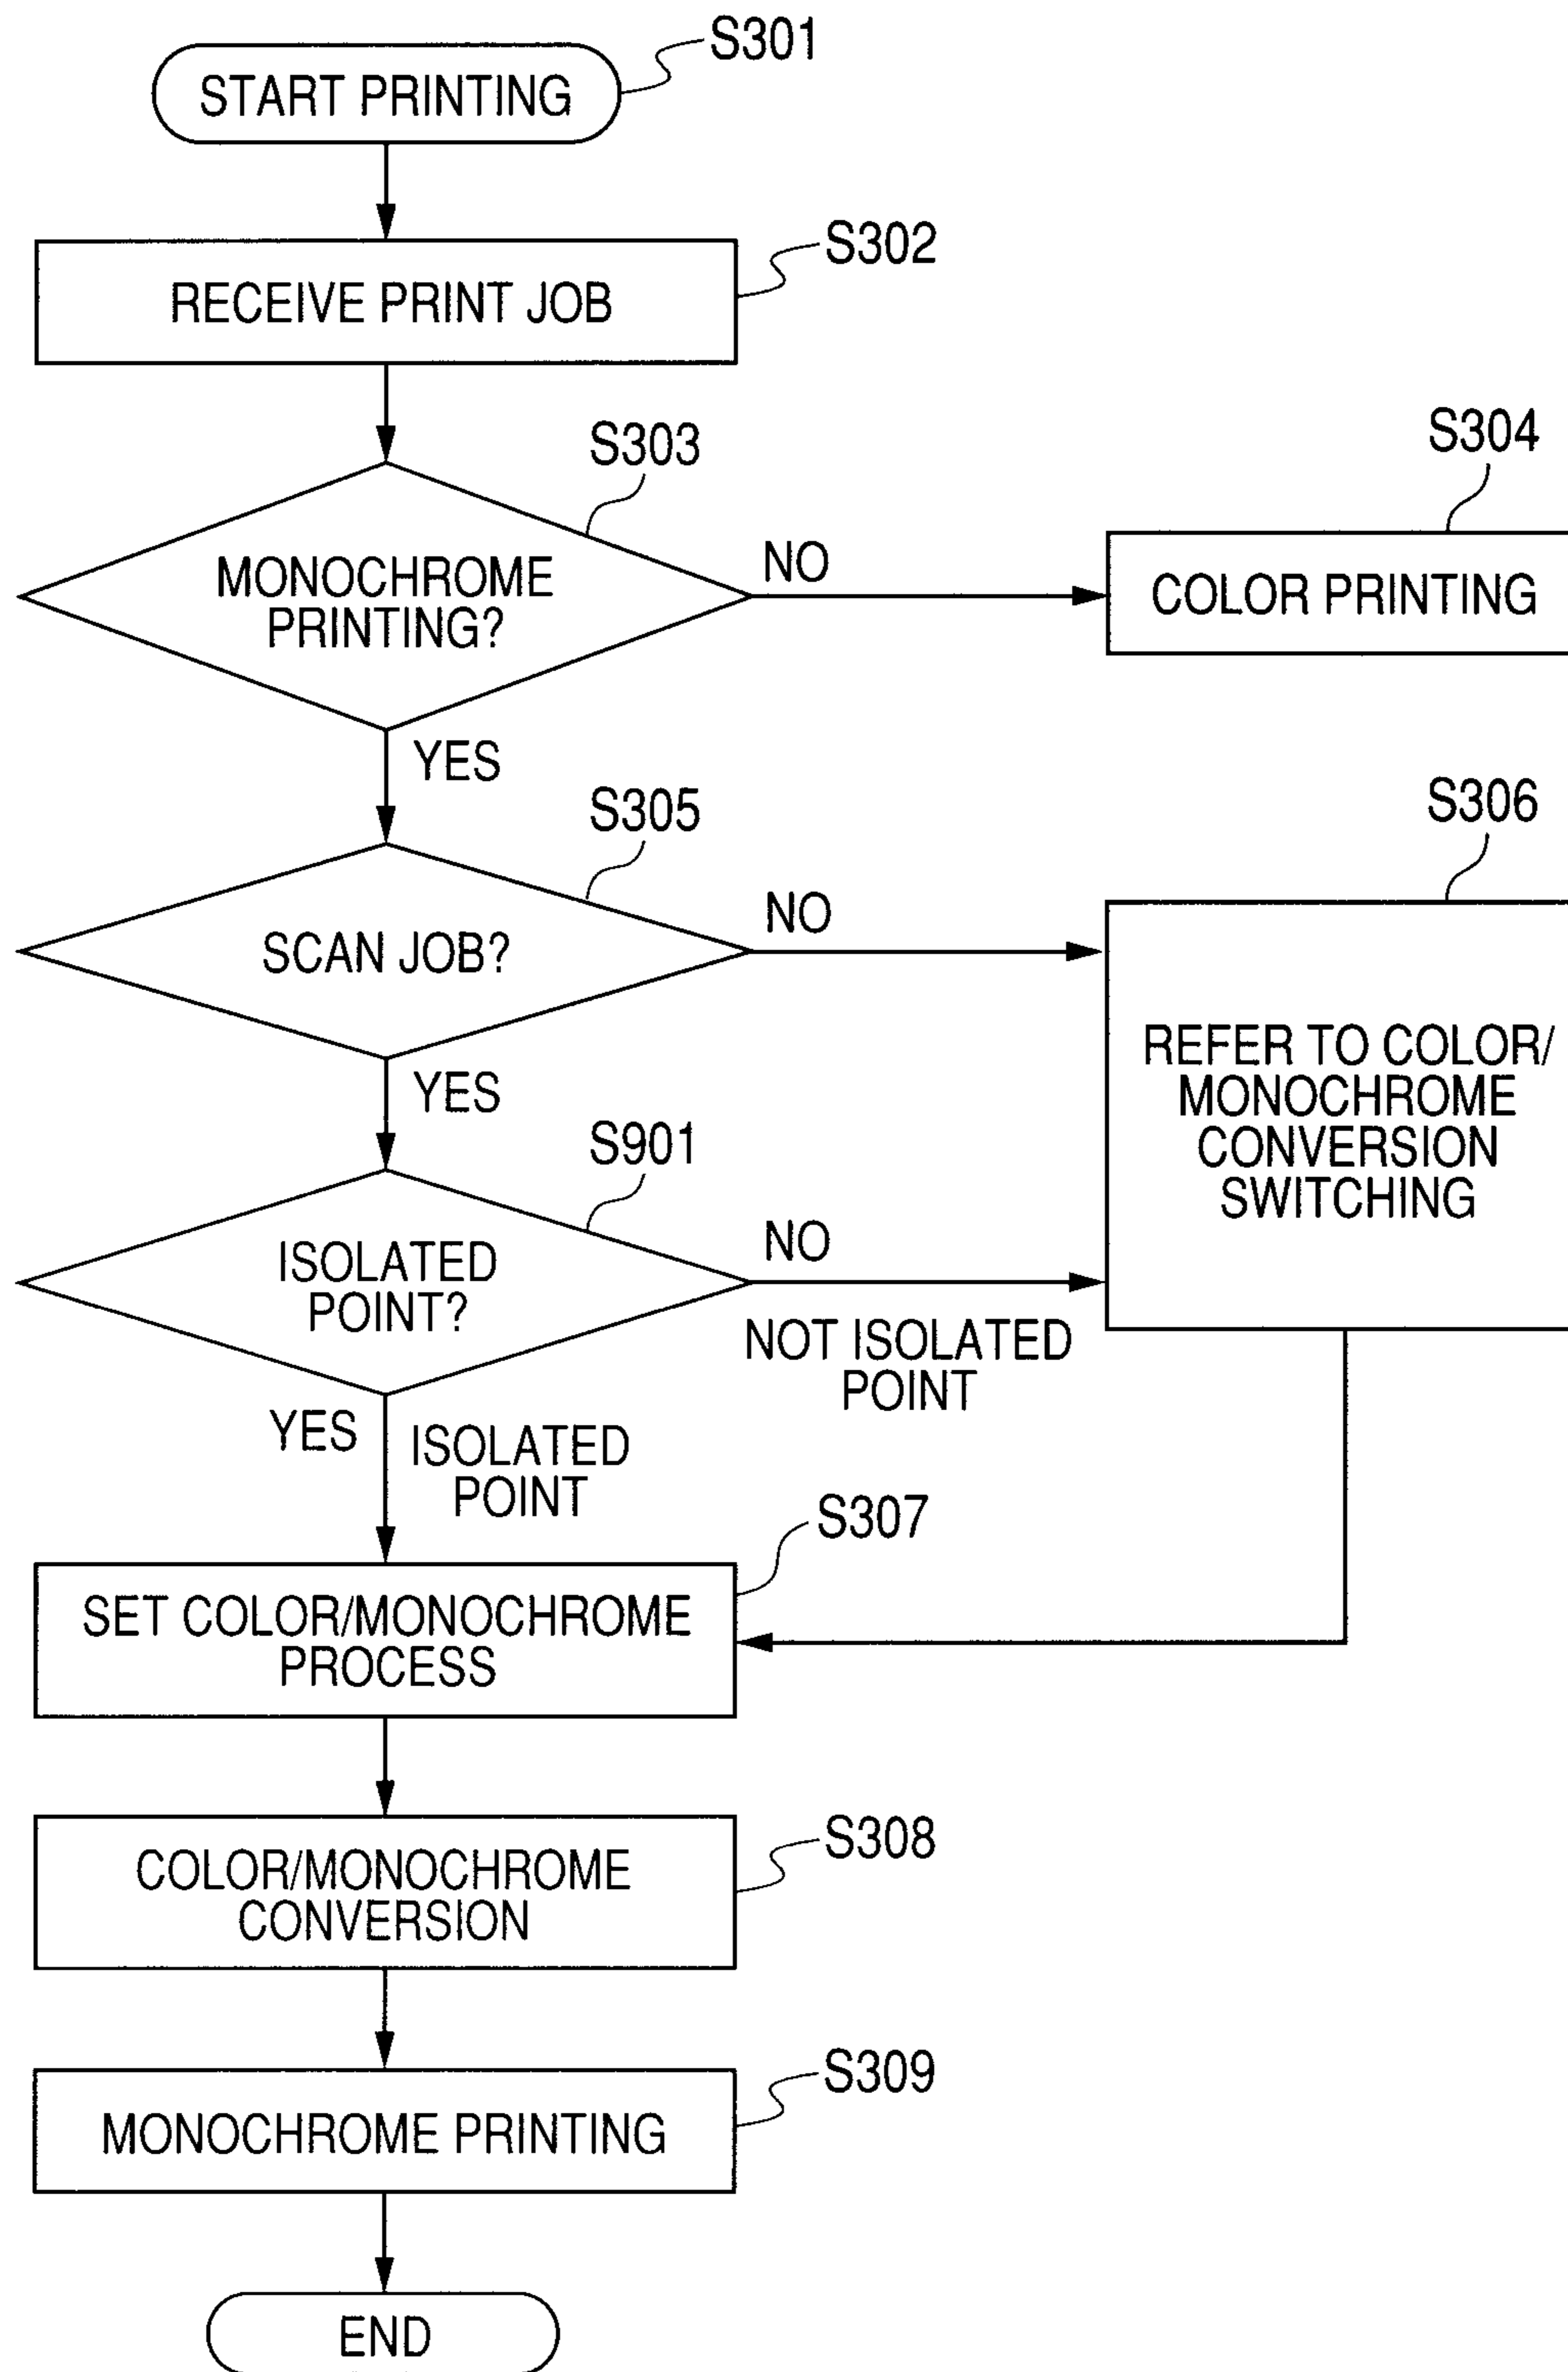 START PRINTING
S301
RECEIVE PRINT JOB
S302
S303
MONOCHROME
PRINTING?
NO
S304
COLOR PRINTING
YES
S305
SCAN JOB?
NO
S306
REFER TO COLOR/
MONOCHROME
CONVERSION
SWITCHING
YES
S901
ISOLATED
POINT?
NO
NOT ISOLATED
POINT
YES
ISOLATED
POINT
S307
SET COLOR/MONOCHROME
PROCESS
S308
COLOR/MONOCHROME
CONVERSION
S309
MONOCHROME PRINTING
END